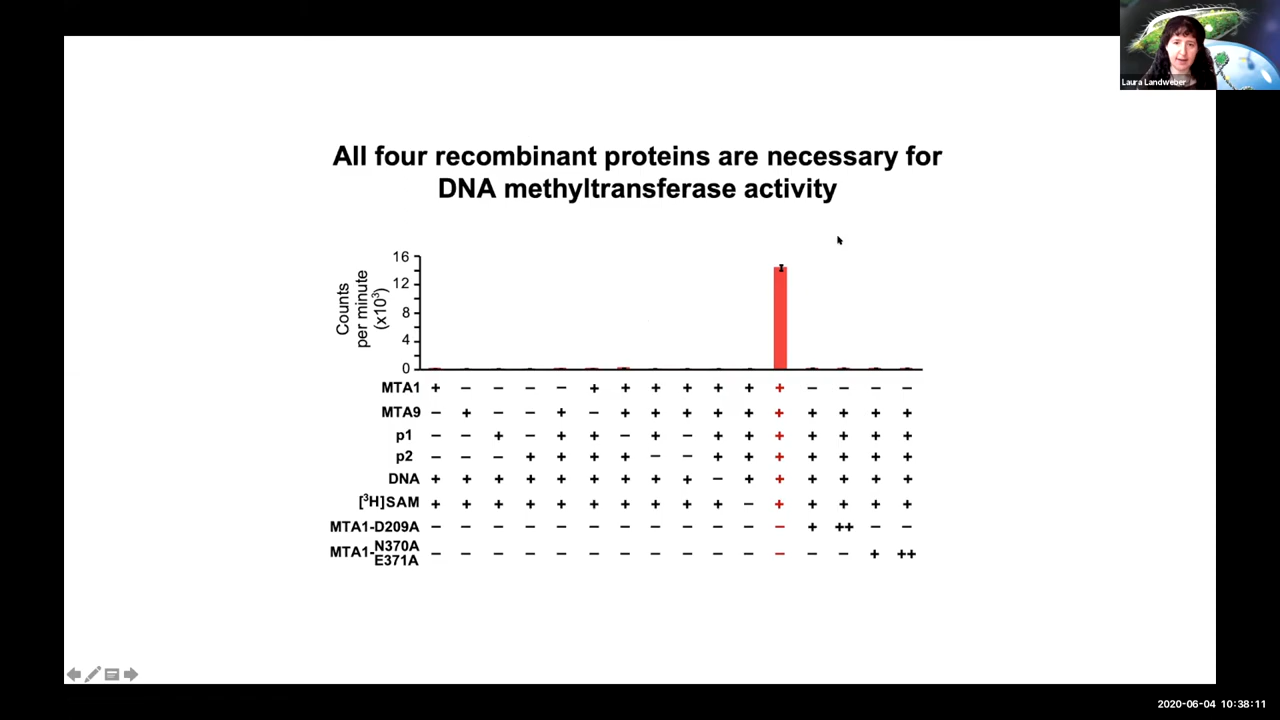 Laura Landweber
All four recombinant proteins are necessary for
DNA methyltransferase activity
Counts
per minute
(x10³)
16
12
8
4
0
MTA1 + – – – – + + + + + + + – – – –
MTA9 – + – – + – + + + + + + + + + +
p1 – – + – + + – + – + + + + + + +
p2 – – – + + + + – – + + + + + + +
DNA + + + + + + + + + – + + + + + +
[³H]SAM + + + + + + + + + + – + + + + +
MTA1-D209A – – – – – – – – – – – – + ++ – –
MTA1-N370A E371A – – – – – – – – – – – – – – + ++
2020-06-04 10:38:11